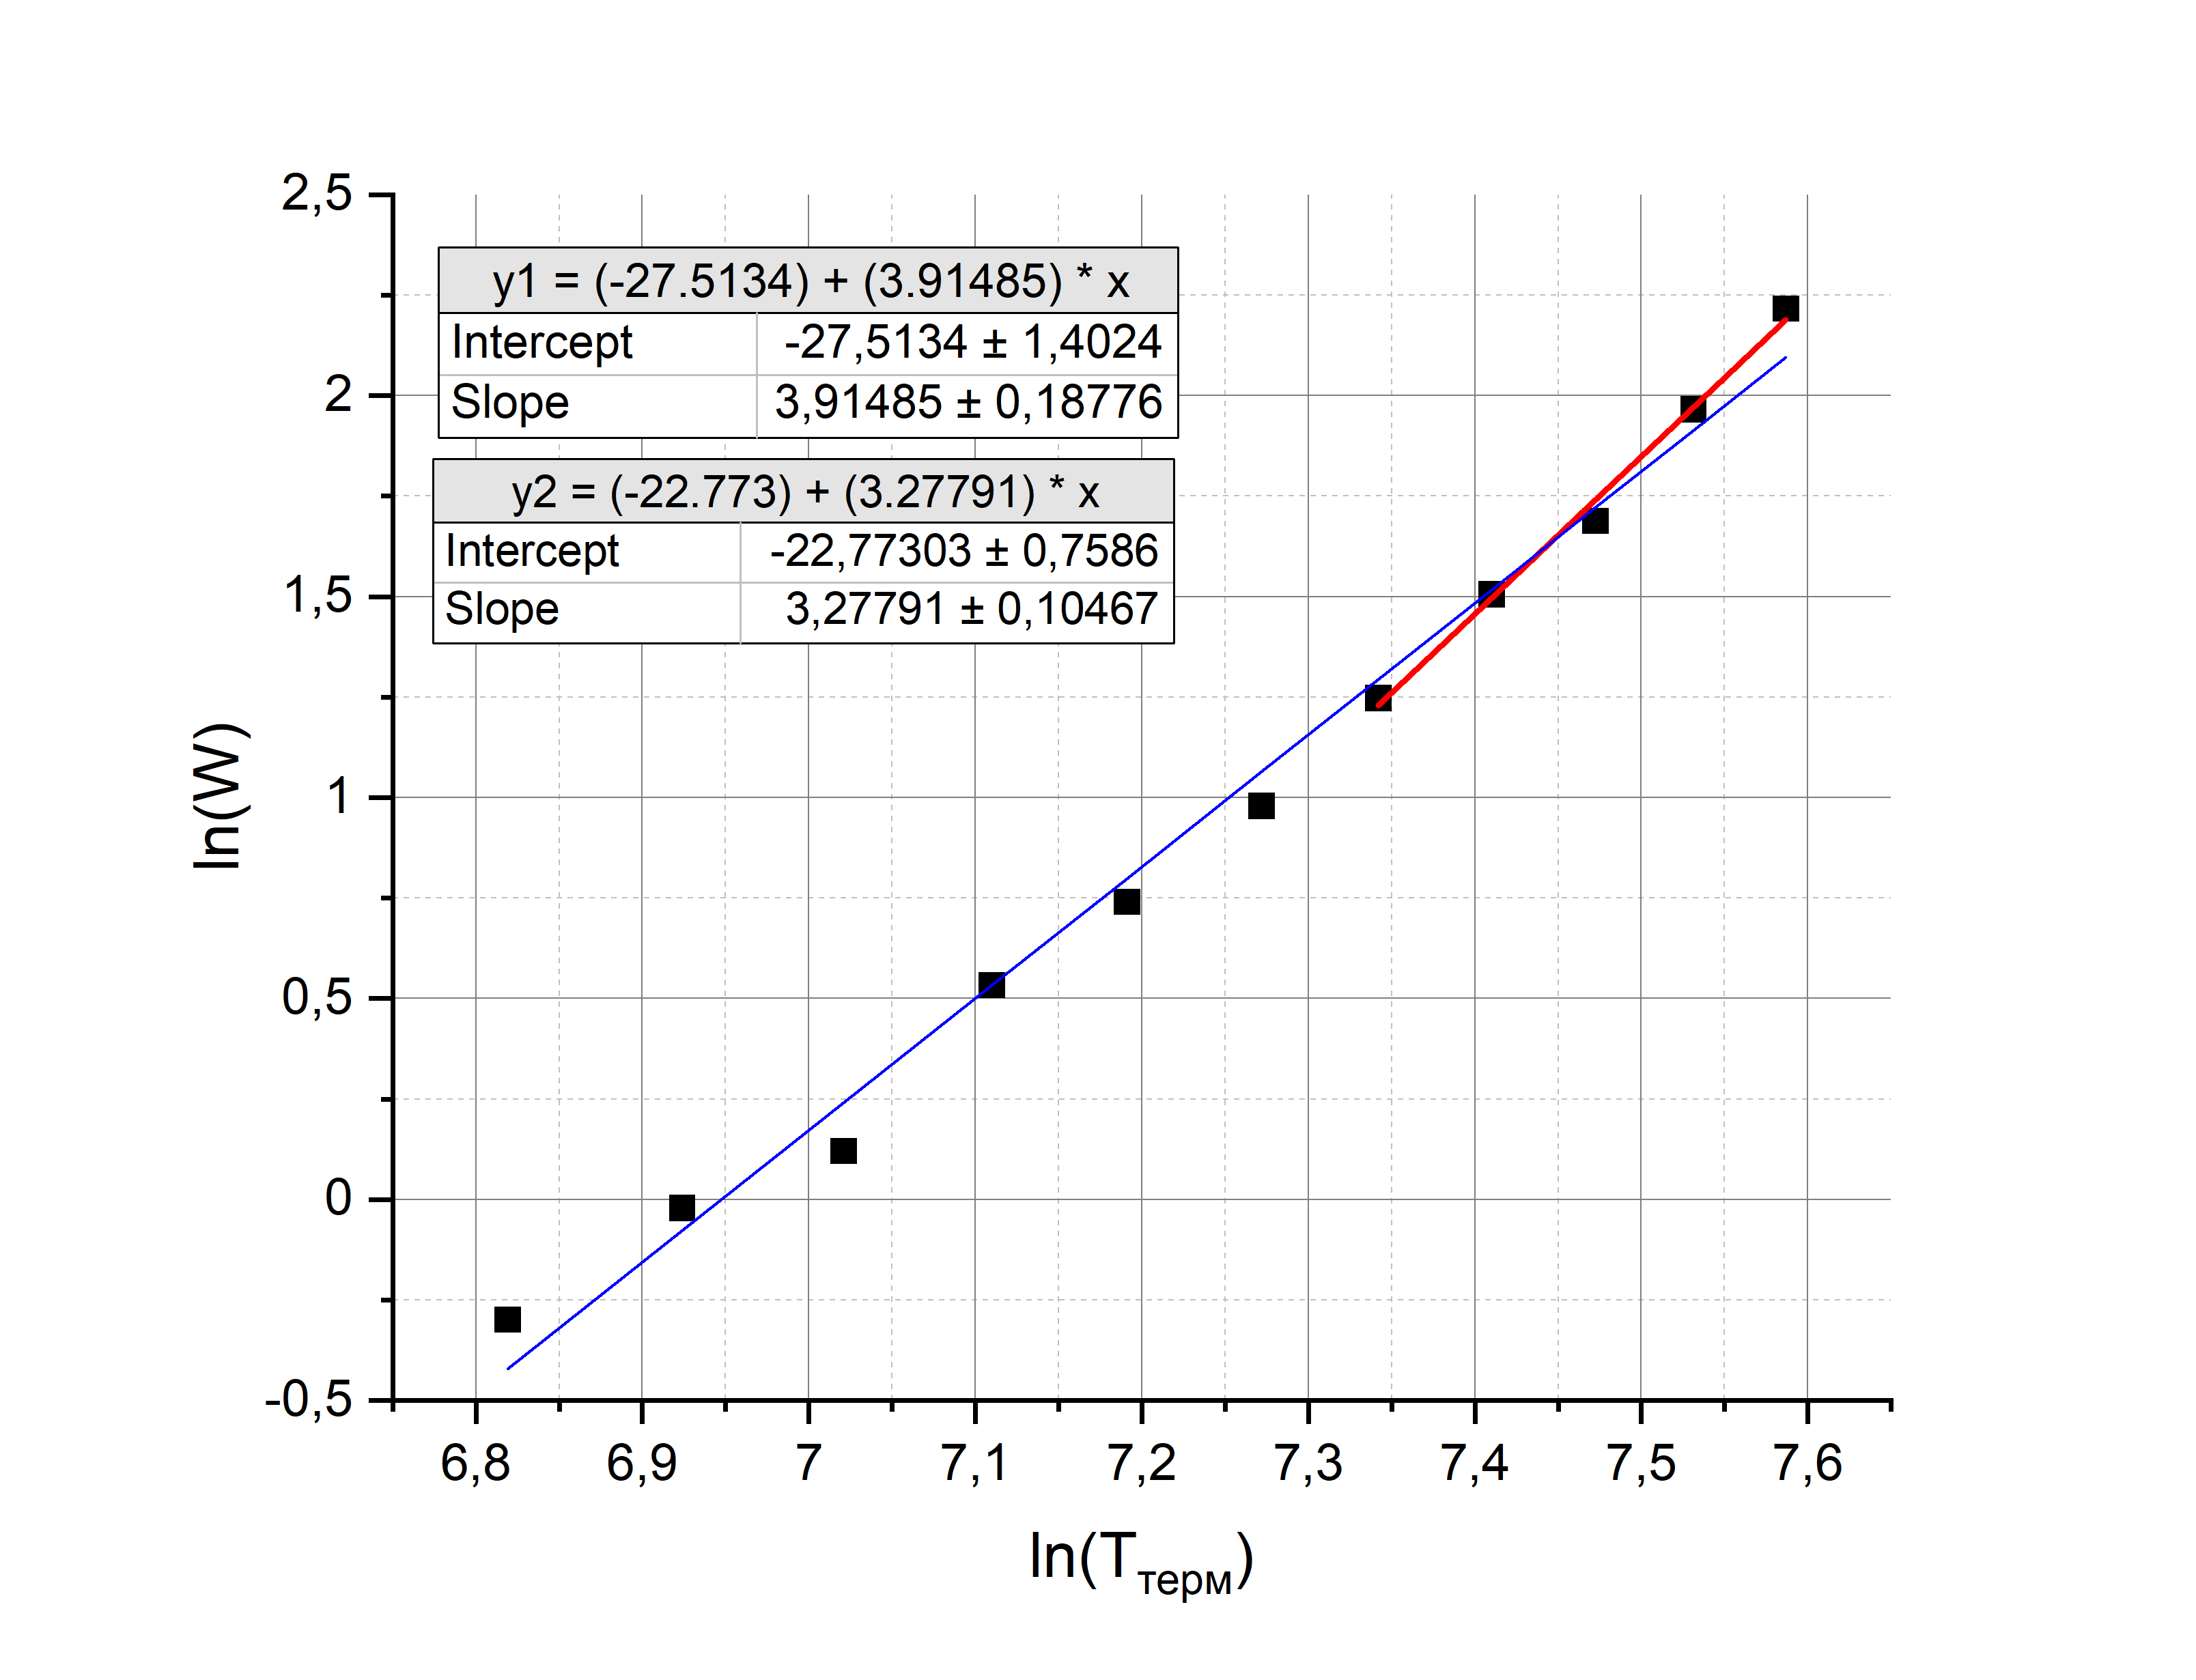 y1 = (-27.5134) + (3.91485) * x
Intercept -27,5134 ± 1,4024
Slope 3,91485 ± 0,18776
y2 = (-22.773) + (3.27791) * x
Intercept -22,77303 ± 0,7586
Slope 3,27791 ± 0,10467
2,5
2
1,5
1
0,5
0
-0,5
ln(W)
6,8 6,9 7 7,1 7,2 7,3 7,4 7,5 7,6
ln(Tтерм)